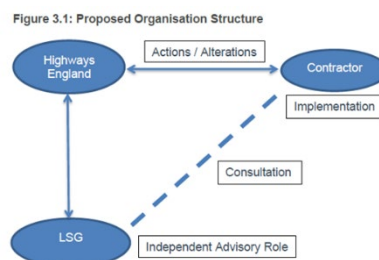 Figure 3.1: Proposed Organisation Structure
Highways
England
Actions / Alterations
Contractor
Implementation
Consultation
LSG
Independent Advisory Role